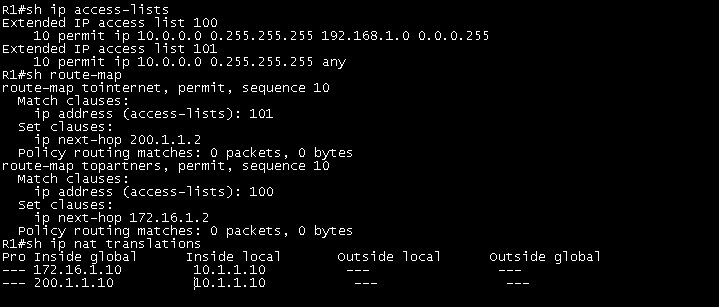 R1#sh ip access-lists
Extended IP access list 100
    10 permit ip 10.0.0.0 0.255.255.255 192.168.1.0 0.0.0.255
Extended IP access list 101
    10 permit ip 10.0.0.0 0.255.255.255 any
R1#sh route-map
route-map tointernet, permit, sequence 10
  Match clauses:
    ip address (access-lists): 101
  Set clauses:
    ip next-hop 200.1.1.2
  Policy routing matches: 0 packets, 0 bytes
route-map topartners, permit, sequence 10
  Match clauses:
    ip address (access-lists): 100
  Set clauses:
    ip next-hop 172.16.1.2
  Policy routing matches: 0 packets, 0 bytes
R1#sh ip nat translations
Pro Inside global      Inside local       Outside local      Outside global
--- 172.16.1.10        10.1.1.10          ---                ---
--- 200.1.1.10         10.1.1.10          ---                ---